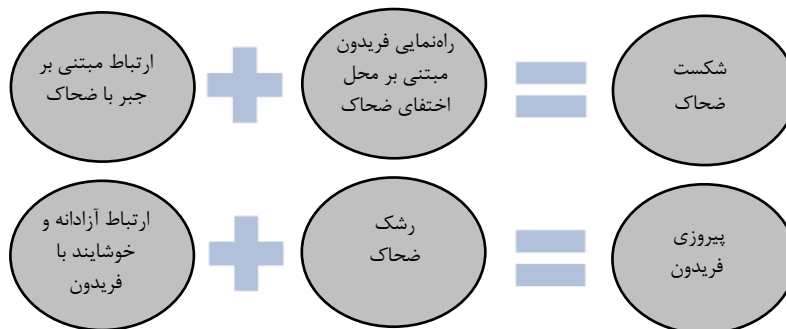 ارتباط مبتنی بر
جبر با ضحاک
راه‌نمایی فریدون
مبتنی بر محل
اختفای ضحاک
شکست
ضحاک
ارتباط آزادانه و
خوشایند با
فریدون
رشک
ضحاک
پیروزی
فریدون